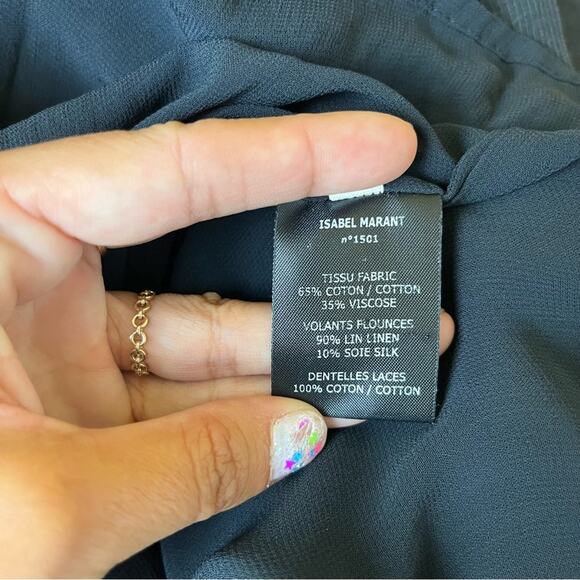 ISABEL MARANT
n°1501
TISSU FABRIC
65% COTON / COTTON
35% VISCOSE
VOLANTS FLOUNCES
90% LIN LINEN
10% SOIE SILK
DENTELLES LACES
100% COTON / COTTON